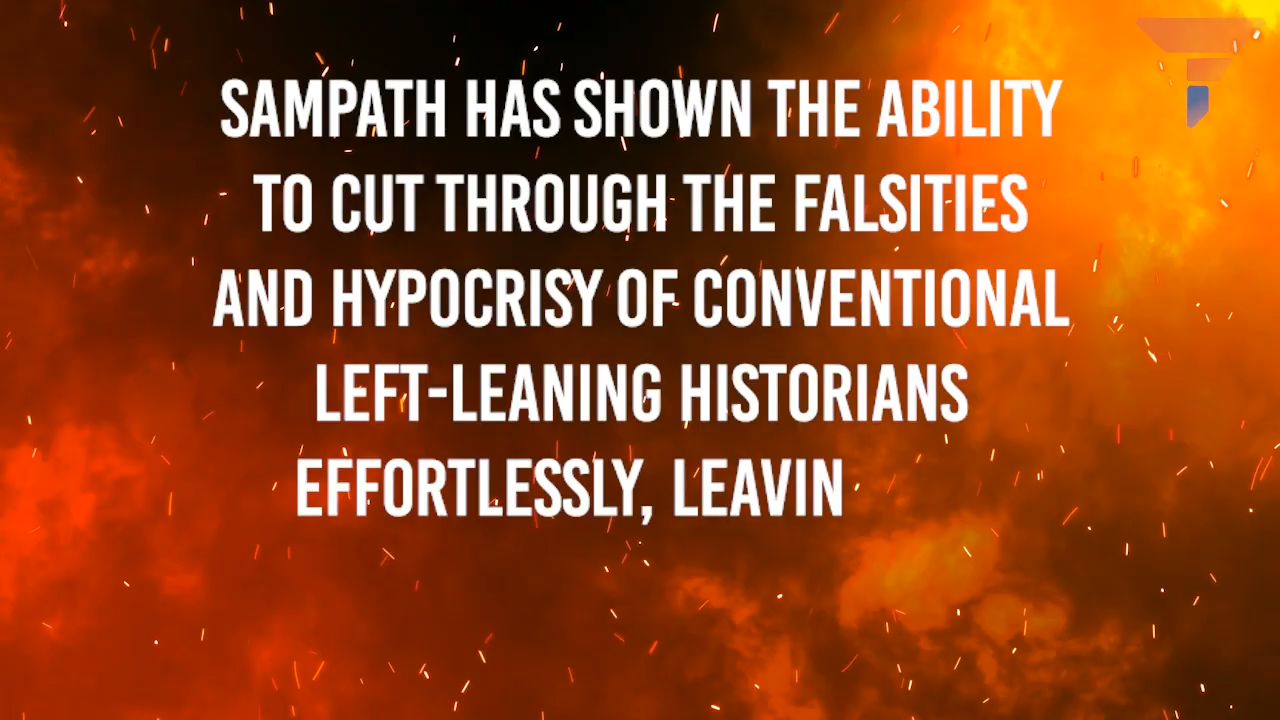 SAMPATH HAS SHOWN THE ABILITY
TO CUT THROUGH THE FALSITIES
AND HYPOCRISY OF CONVENTIONAL
LEFT-LEANING HISTORIANS
EFFORTLESSLY, LEAVIN